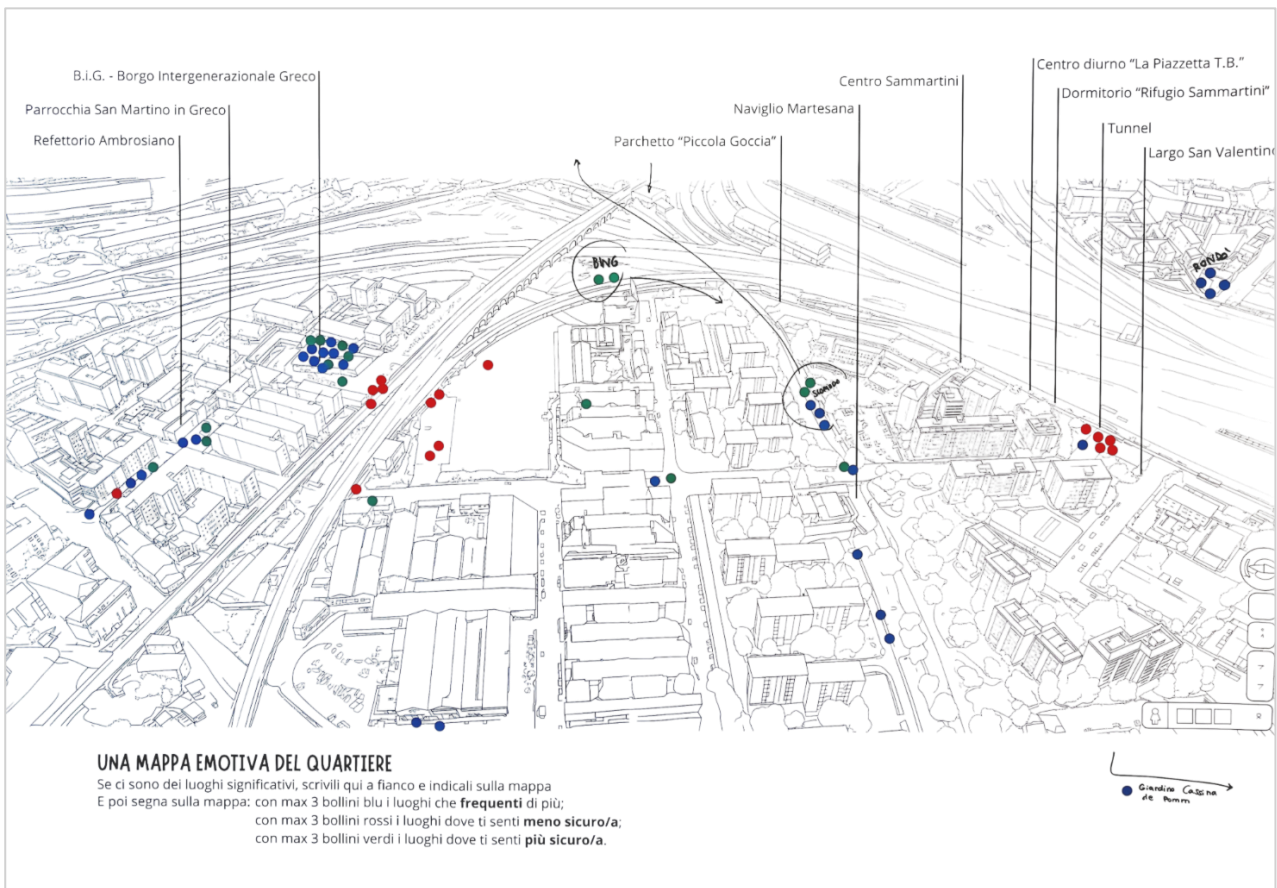 B.i.G. - Borgo Intergenerazionale Greco
Parrocchia San Martino in Greco
Refettorio Ambrosiano
Parchetto “Piccola Goccia”
Naviglio Martesana
Centro Sammartini
Centro diurno “La Piazzetta T.B.”
Dormitorio “Rifugio Sammartini”
Tunnel
Largo San Valentino
RONDO'
UNA MAPPA EMOTIVA DEL QUARTIERE
Se ci sono dei luoghi significativi, scrivili qui a fianco e indicali sulla mappa
E poi segna sulla mappa: con max 3 bollini blu i luoghi che frequenti di più;
con max 3 bollini rossi i luoghi dove ti senti meno sicuro/a;
con max 3 bollini verdi i luoghi dove ti senti più sicuro/a.
Giardino Cassina
de Pomm